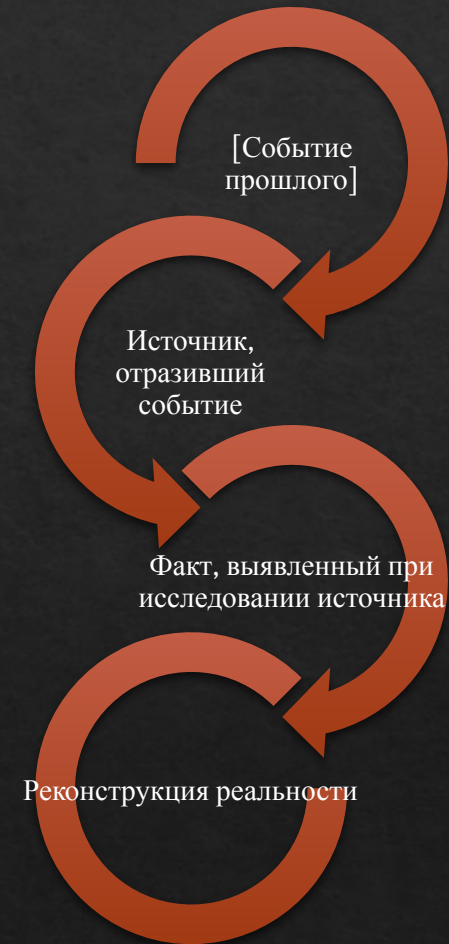 [Событие
прошлого]
Источник,
отразивший
событие
Факт, выявленный при
исследовании источника
Реконструкция реальности